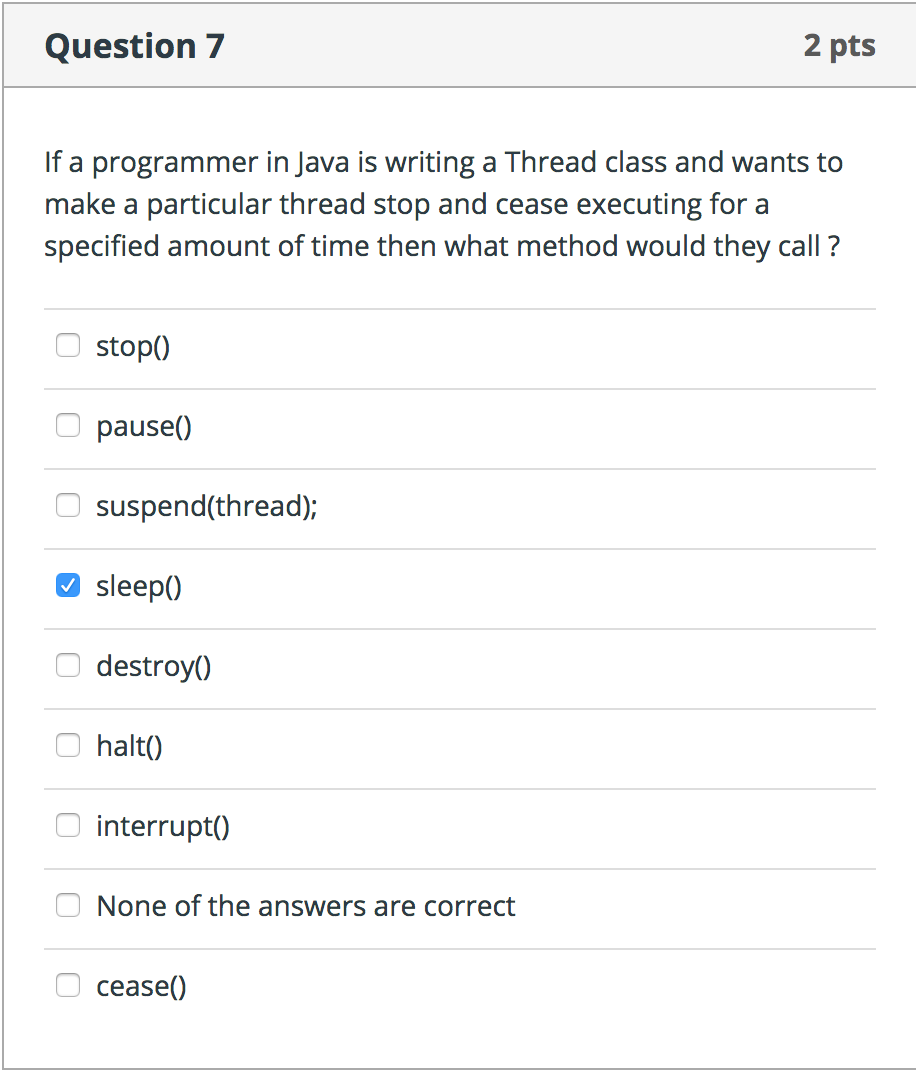 Question 7
2 pts
If a programmer in Java is writing a Thread class and wants to
make a particular thread stop and cease executing for a
specified amount of time then what method would they call ?
stop()
pause()
suspend(thread);
sleep()
destroy()
halt()
interrupt()
None of the answers are correct
cease()